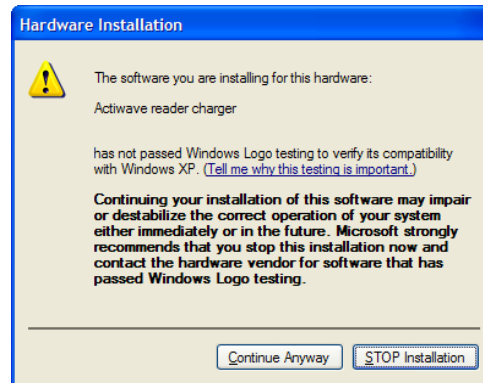 Hardware Installation
The software you are installing for this hardware:
Actiwave reader charger
has not passed Windows Logo testing to verify its compatibility
with Windows XP. (Tell me why this testing is important.)
Continuing your installation of this software may impair
or destabilize the correct operation of your system
either immediately or in the future. Microsoft strongly
recommends that you stop this installation now and
contact the hardware vendor for software that has
passed Windows Logo testing.
Continue Anyway STOP Installation